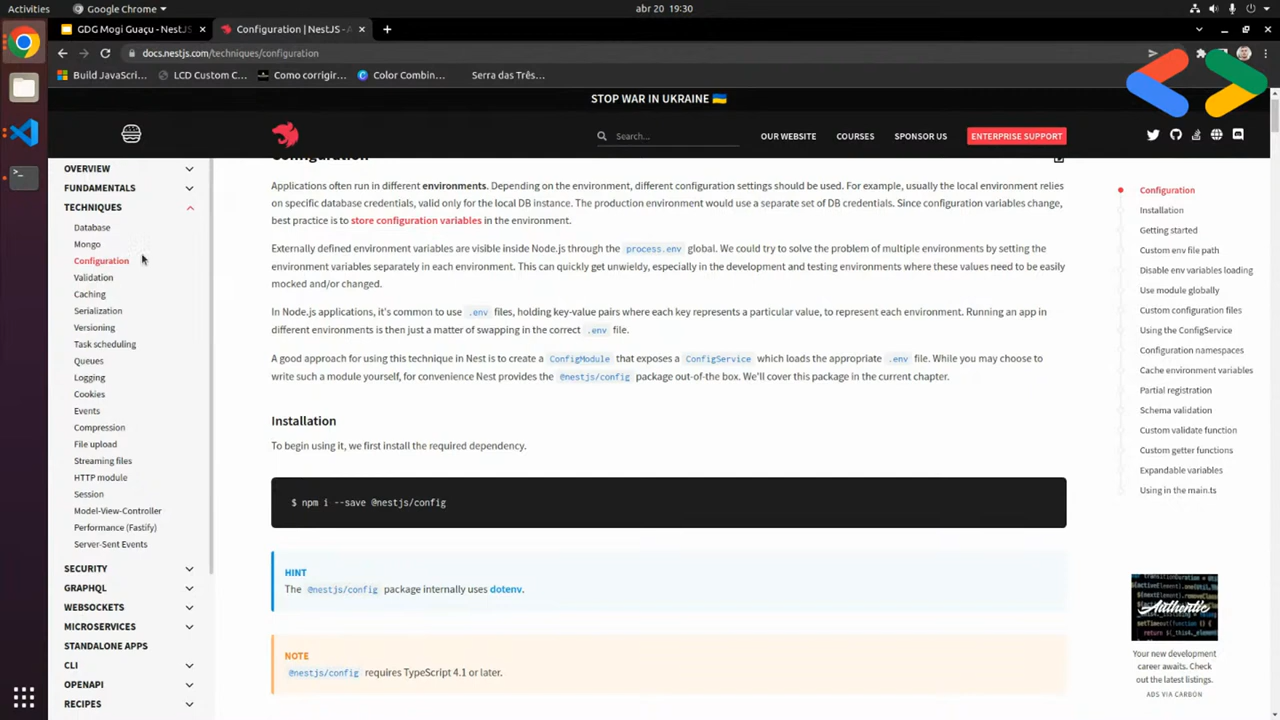 Activities
Google Chrome
abr 20 19:30
GDG Mogi Guaçu - NestJS
Configuration | NestJS - A
docs.nestjs.com/techniques/configuration
Build JavaScri...
LCD Custom C...
Como corrigir...
Color Combin...
Serra das Três...
STOP WAR IN UKRAINE 🇺🇦
Search...
OUR WEBSITE
COURSES
SPONSOR US
ENTERPRISE SUPPORT
OVERVIEW
FUNDAMENTALS
TECHNIQUES
Database
Mongo
Configuration
Validation
Caching
Serialization
Versioning
Task scheduling
Queues
Logging
Cookies
Events
Compression
File upload
Streaming files
HTTP module
Session
Model-View-Controller
Performance (Fastify)
Server-Sent Events
SECURITY
GRAPHQL
WEBSOCKETS
MICROSERVICES
STANDALONE APPS
CLI
OPENAPI
RECIPES
Configuration
Applications often run in different environments. Depending on the environment, different configuration settings should be used. For example, usually the local environment relies
on specific database credentials, valid only for the local DB instance. The production environment would use a separate set of DB credentials. Since configuration variables change,
best practice is to store configuration variables in the environment.
Externally defined environment variables are visible inside Node.js through the process.env global. We could try to solve the problem of multiple environments by setting the
environment variables separately in each environment. This can quickly get unwieldy, especially in the development and testing environments where these values need to be easily
mocked and/or changed.
In Node.js applications, it's common to use .env files, holding key-value pairs where each key represents a particular value, to represent each environment. Running an app in
different environments is then just a matter of swapping in the correct .env file.
A good approach for using this technique in Nest is to create a ConfigModule that exposes a ConfigService which loads the appropriate .env file. While you may choose to
write such a module yourself, for convenience Nest provides the @nestjs/config package out-of-the box. We'll cover this package in the current chapter.
Installation
To begin using it, we first install the required dependency.
$ npm i --save @nestjs/config
HINT
The @nestjs/config package internally uses dotenv.
NOTE
@nestjs/config requires TypeScript 4.1 or later.
Configuration
Installation
Getting started
Custom env file path
Disable env variables loading
Use module globally
Custom configuration files
Using the ConfigService
Configuration namespaces
Cache environment variables
Partial registration
Schema validation
Custom validate function
Custom getter functions
Expandable variables
Using in the main.ts
Authentic
Your new development
career awaits. Check
out the latest listings.
ADS VIA CARBON